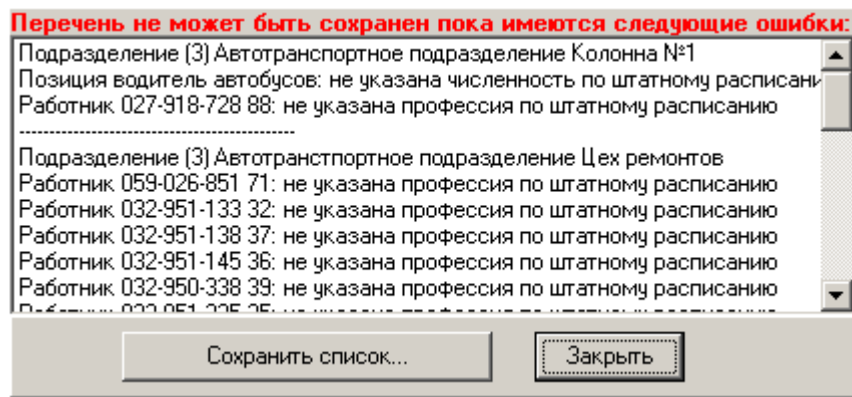 Перечень не может быть сохранен пока имеются следующие ошибки:
Подразделение (3) Автотранспортное подразделение Колонна №1
Позиция водитель автобусов: не указана численность по штатному расписани
Работник 027-918-728 88: не указана профессия по штатному расписанию
----------------------------------------------
Подразделение (3) Автотранстпортное подразделение Цех ремонтов
Работник 059-026-851 71: не указана профессия по штатному расписанию
Работник 032-951-133 32: не указана профессия по штатному расписанию
Работник 032-951-138 37: не указана профессия по штатному расписанию
Работник 032-951-145 36: не указана профессия по штатному расписанию
Работник 032-950-338 39: не указана профессия по штатному расписанию
Сохранить список... Закрыть